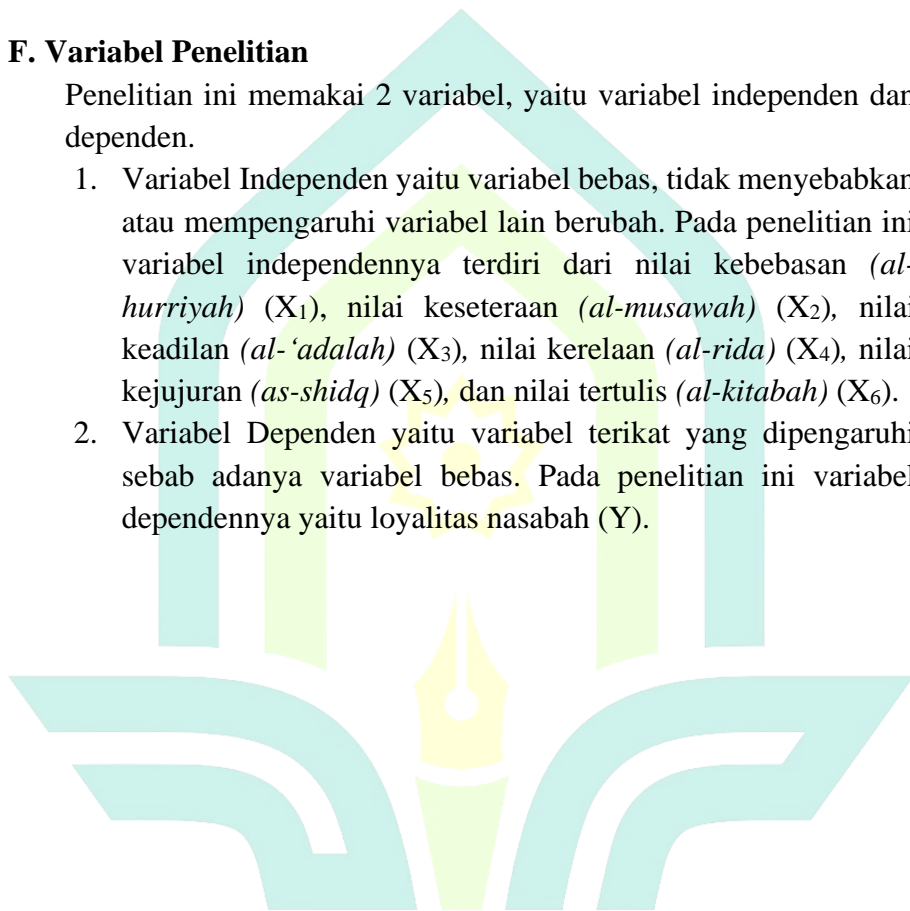 F. Variabel Penelitian
Penelitian ini memakai 2 variabel, yaitu variabel independen dan
dependen.
1. Variabel Independen yaitu variabel bebas, tidak menyebabkan
atau mempengaruhi variabel lain berubah. Pada penelitian ini
variabel independennya terdiri dari nilai kebebasan (al-
hurriyah) (X₁), nilai keseteraan (al-musawah) (X₂), nilai
keadilan (al-‘adalah) (X₃), nilai kerelaan (al-rida) (X₄), nilai
kejujuran (as-shidq) (X₅), dan nilai tertulis (al-kitabah) (X₆).
2. Variabel Dependen yaitu variabel terikat yang dipengaruhi
sebab adanya variabel bebas. Pada penelitian ini variabel
dependennya yaitu loyalitas nasabah (Y).